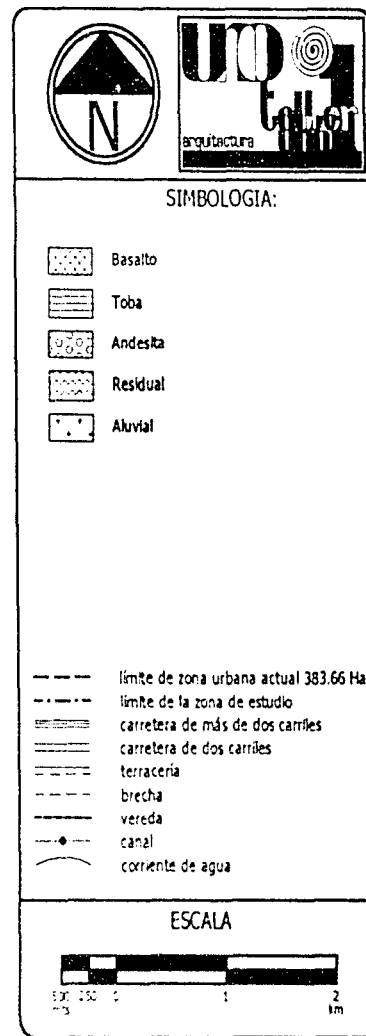 N
arquitectura
SIMBOLOGIA:
Basalto
Toba
Andesita
Residual
Aluvial
límite de zona urbana actual 383.66 Ha
límite de la zona de estudio
carretera de más de dos carriles
carretera de dos carriles
terracería
brecha
vereda
canal
corriente de agua
ESCALA
500 250 0 1 2
mts km